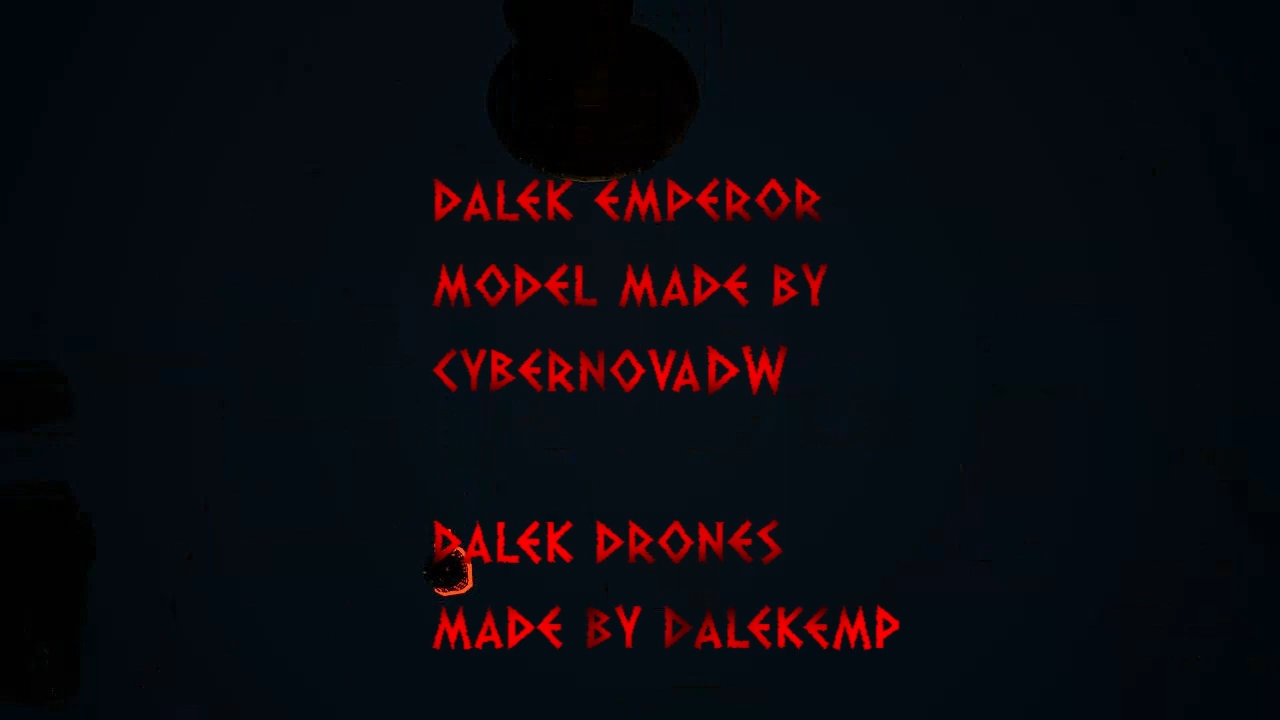 DALEK EMPEROR
MODEL MADE BY
CYBERNOVADW
DALEK DRONES
MADE BY DALEKEMP